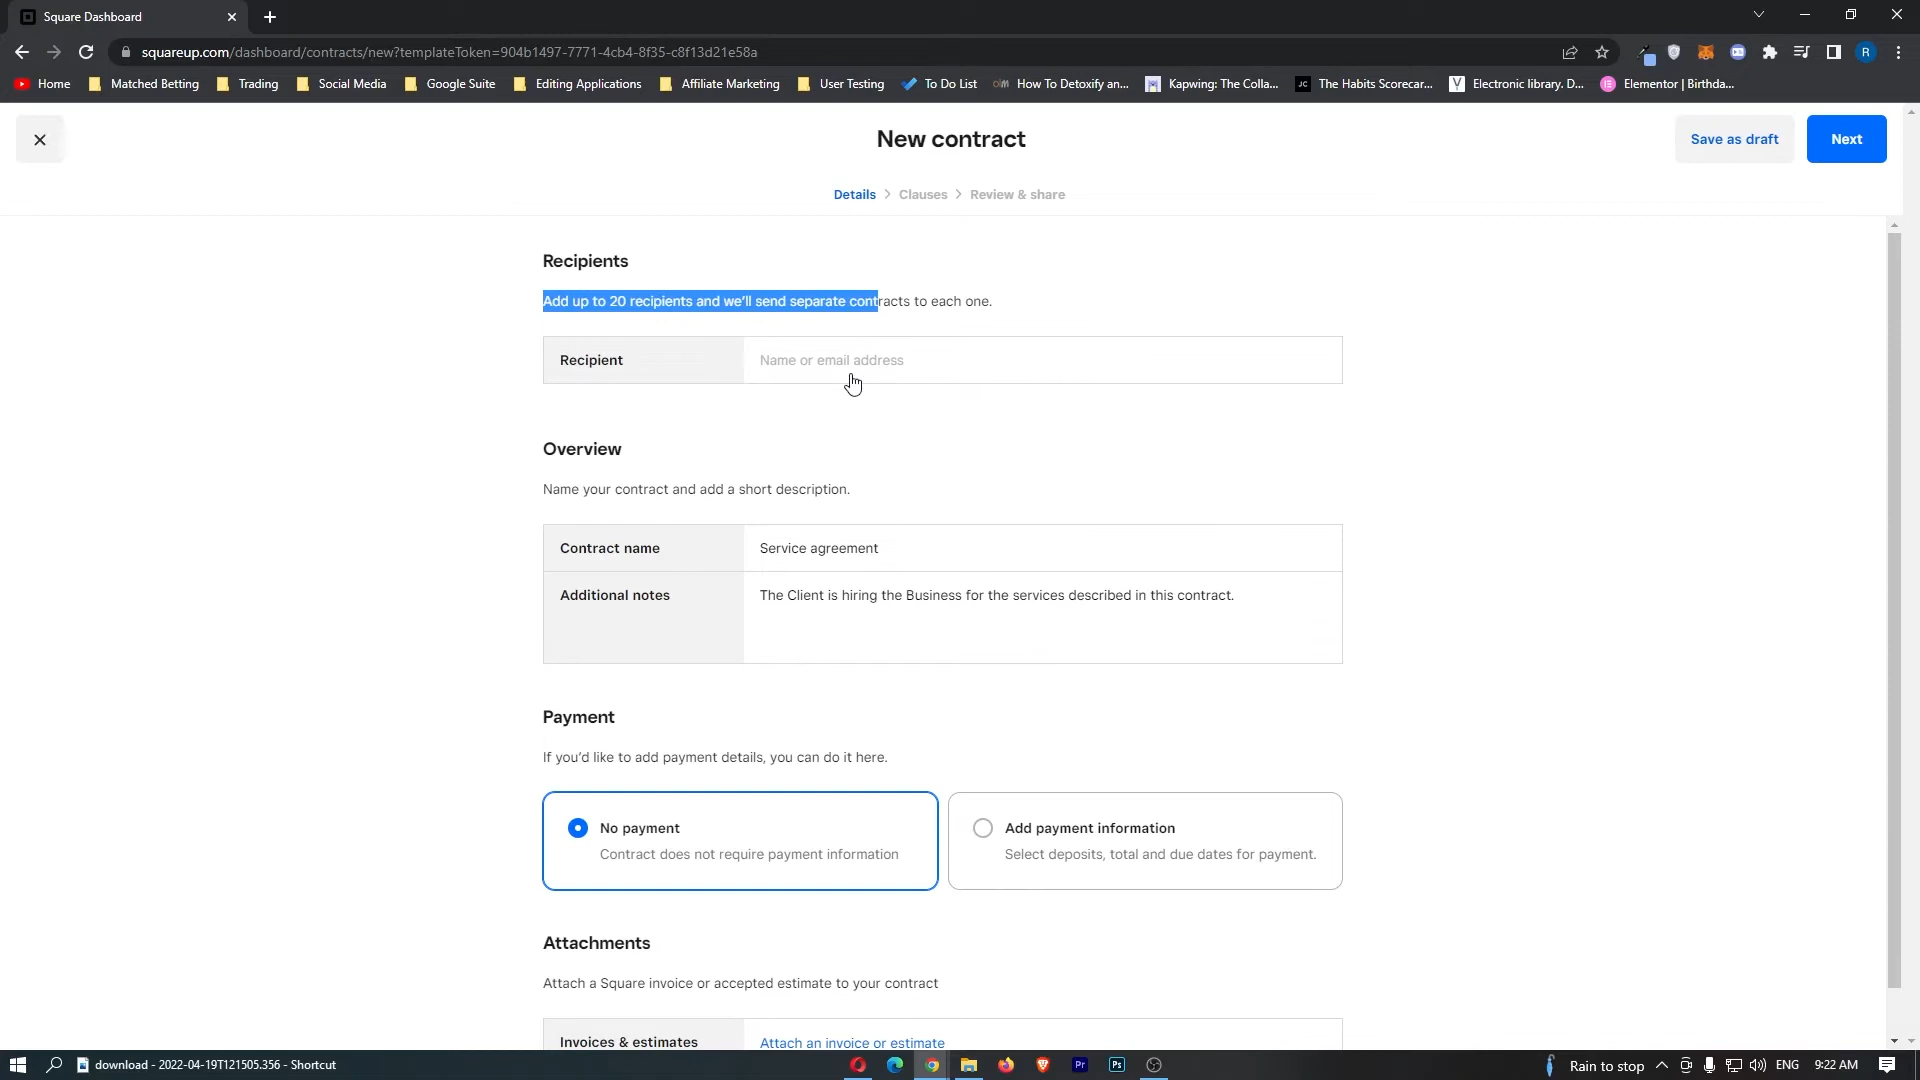 Square Dashboard
squareup.com/dashboard/contracts/new?templateToken=904b1497-7771-4cb4-8f35-c8f13d21e58a
R
Home
Matched Betting
Trading
Social Media
Google Suite
Editing Applications
Affiliate Marketing
User Testing
To Do List
How To Detoxify an...
Kapwing: The Colla...
JC
The Habits Scorecar...
Electronic library. D...
Elementor | Birthda...
New contract
Save as draft
Next
Details > Clauses > Review & share
Recipients
Add up to 20 recipients and we'll send separate contracts to each one.
Recipient
Name or email address
Overview
Name your contract and add a short description.
Contract name
Service agreement
Additional notes
The Client is hiring the Business for the services described in this contract.
Payment
If you'd like to add payment details, you can do it here.
No payment
Contract does not require payment information
Add payment information
Select deposits, total and due dates for payment.
Attachments
Attach a Square invoice or accepted estimate to your contract
Invoices & estimates
Attach an invoice or estimate
download - 2022-04-19T121505.356 - Shortcut
Pr
Ps
Rain to stop
ENG
9:22 AM